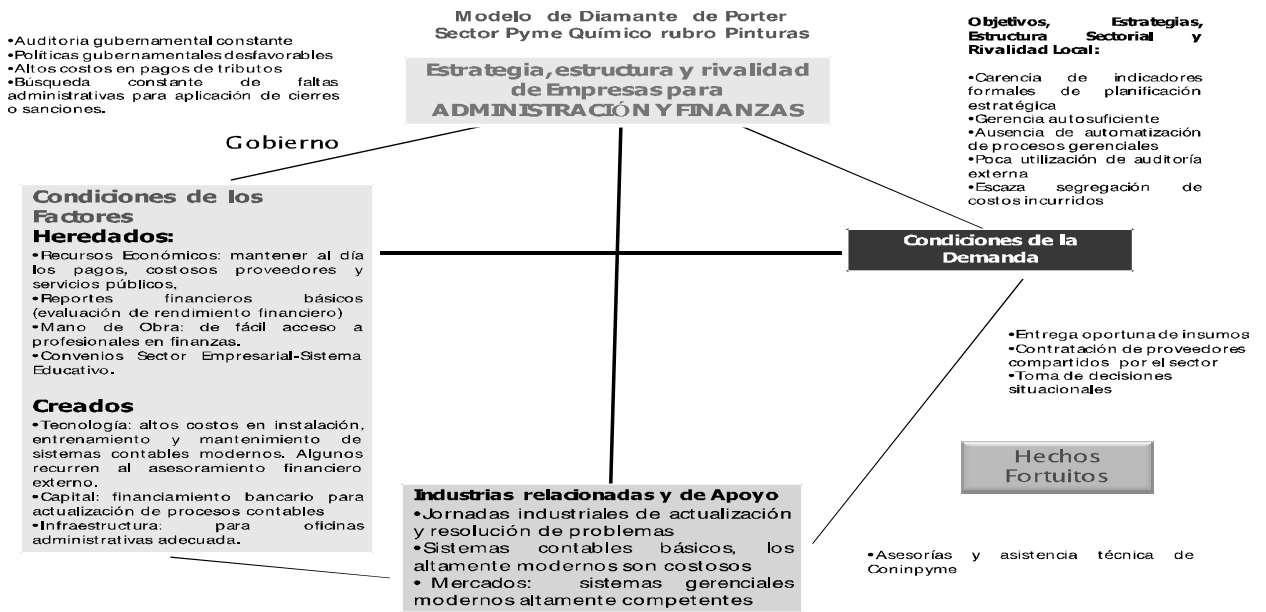 Modelo de Diamante de Porter
Sector Pyme Químico rubro Pinturas
Estrategia, estructura y rivalidad
de Empresas para
ADMINISTRACIÓN Y FINANZAS
•Auditoria gubernamental constante
•Políticas gubernamentales desfavorables
•Altos costos en pagos de tributos
•Búsqueda constante de faltas
administrativas para aplicación de cierres
o sanciones.
Gobierno
Objetivos, Estrategias,
Estructura Sectorial y
Rivalidad Local:
•Carencia de indicadores
formales de planificación
estratégica
•Gerencia autosuficiente
•Ausencia de automatización
de procesos gerenciales
•Poca utilización de auditoría
externa
•Escaza segregación de
costos incurridos
Condiciones de los
Factores
Heredados:
•Recursos Económicos: mantener al día
los pagos, costosos proveedores y
servicios públicos,
•Reportes financieros básicos
(evaluación de rendimiento financiero)
•Mano de Obra: de fácil acceso a
profesionales en finanzas.
•Convenios Sector Empresarial-Sistema
Educativo.
Creados
•Tecnología: altos costos en instalación,
entrenamiento y mantenimiento de
sistemas contables modernos. Algunos
recurren al asesoramiento financiero
externo.
•Capital: financiamiento bancario para
actualización de procesos contables
•Infraestructura: para oficinas
administrativas adecuada.
Condiciones de la
Demanda
•Entrega oportuna de insumos
•Contratación de proveedores
compartidos por el sector
•Toma de decisiones
situacionales
Hechos
Fortuitos
•Asesorías y asistencia técnica de
Coninpyme
Industrias relacionadas y de Apoyo
•Jornadas industriales de actualización
y resolución de problemas
•Sistemas contables básicos, los
altamente modernos son costosos
• Mercados: sistemas gerenciales
modernos altamente competentes